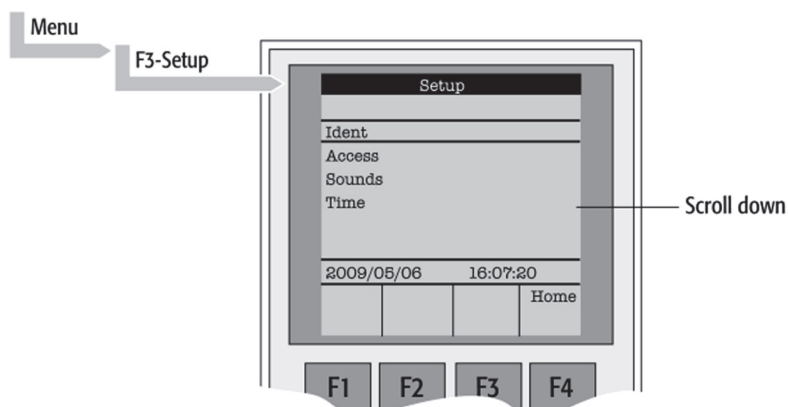 Menu
F3-Setup
Setup
Ident
Access
Sounds
Time
Scroll down
2009/05/06 16:07:20
Home
F1 F2 F3 F4